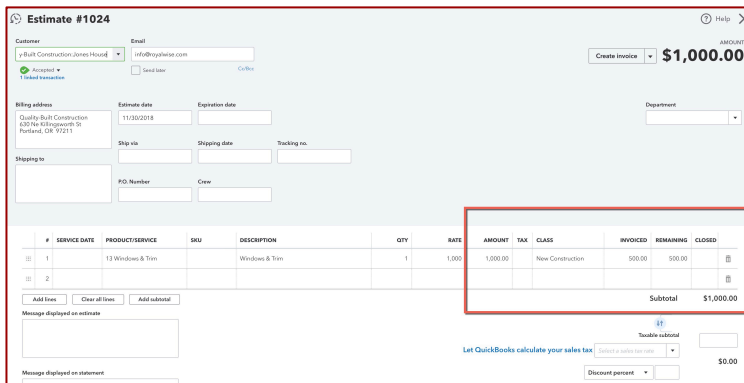 Estimate #1024
Help
Customer
Email
AMOUNT
y-Built Construction:Jones House
info@royalwise.com
Create invoice
$1,000.00
Accepted
Send later
Cc/Bcc
1 linked transaction
Billing address
Estimate date
Expiration date
Department
Quality-Built Construction
630 Ne Killingsworth St
Portland, OR 97211
11/30/2018
Ship via
Shipping date
Tracking no.
Shipping to
P.O. Number
Crew
# SERVICE DATE PRODUCT/SERVICE SKU DESCRIPTION QTY RATE AMOUNT TAX CLASS INVOICED REMAINING CLOSED
1 13 Windows & Trim Windows & Trim 1 1,000 1,000.00 New Construction 500.00 500.00
2
Add lines Clear all lines Add subtotal
Subtotal $1,000.00
Message displayed on estimate
Taxable subtotal
Let QuickBooks calculate your sales tax
Select a sales tax rate
$0.00
Message displayed on statement
Discount percent